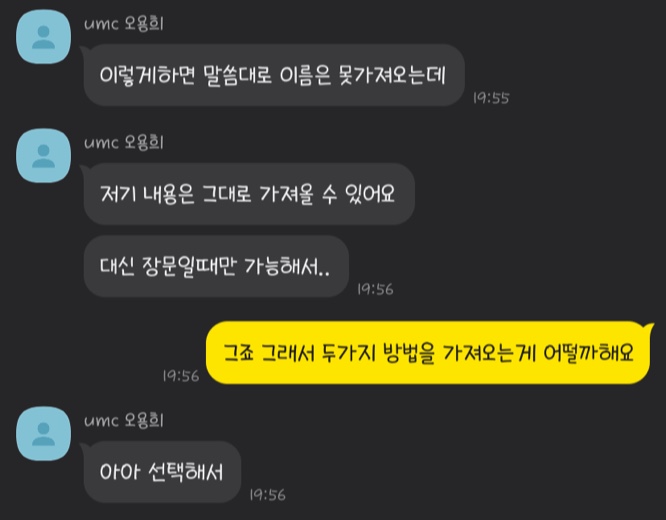 umc 오용희
이렇게하면 말씀대로 이름은 못가져오는데
19:55
umc 오용희
저기 내용은 그대로 가져올 수 있어요
대신 장문일때만 가능해서..
19:56
그죠 그래서 두가지 방법을 가져오는게 어떨까해요
19:56
umc 오용희
아아 선택해서
19:56